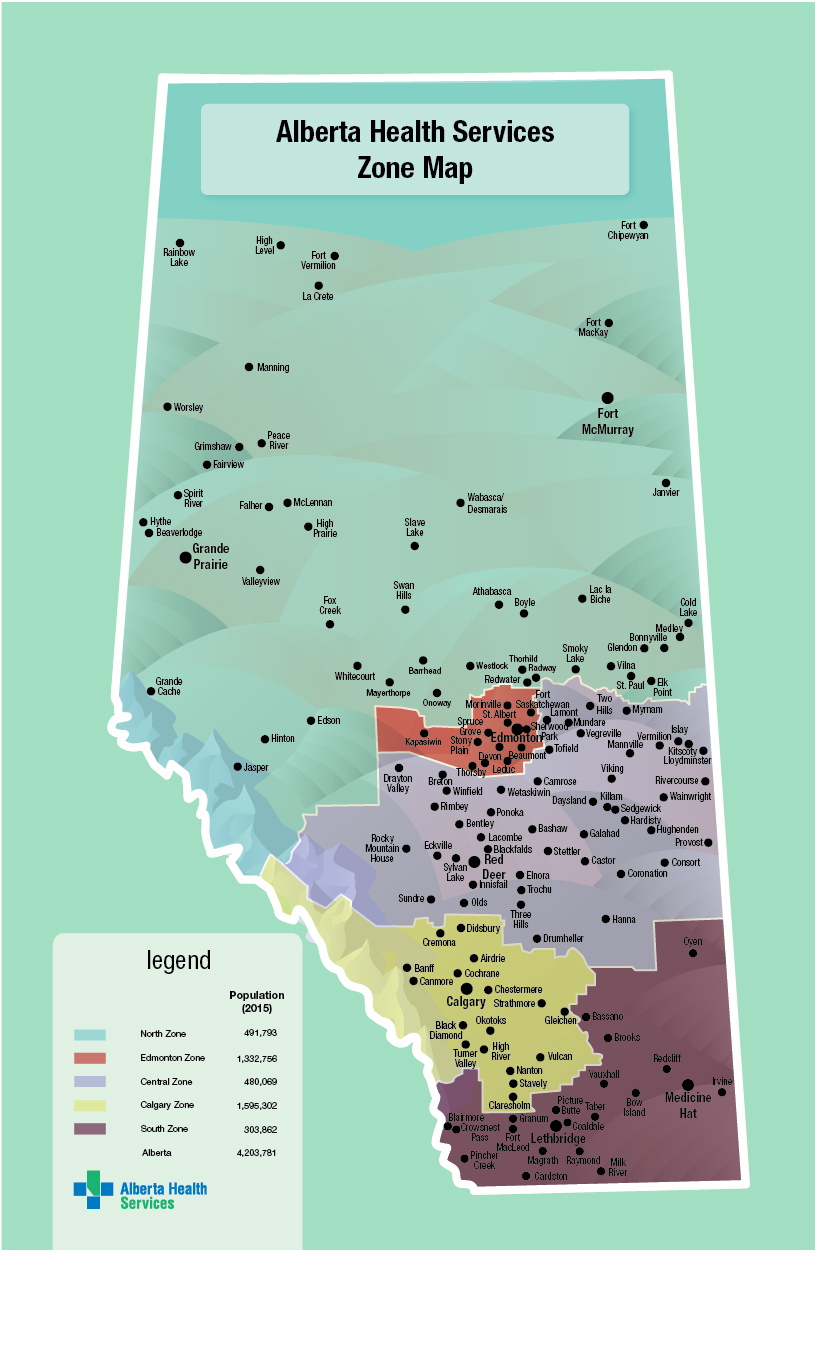 Alberta Health Services
Zone Map
Fort
Chipewyan
Rainbow
Lake
High
Level
Fort
Vermilion
La Crete
Fort
MacKay
Manning
Worsley
Fort
McMurray
Grimshaw
Peace
River
Fairview
Spirit
River
Falher
McLennan
Wabasca/
Desmarais
Janvier
Hythe
Beaverlodge
High
Prairie
Slave
Lake
Grande
Prairie
Valleyview
Fox
Creek
Swan
Hills
Athabasca
Boyle
Lac la
Biche
Cold
Lake
Medley
Bonnyville
Glendon
Whitecourt
Barrhead
Westlock
Thorhild
Radway
Redwater
Smoky
Lake
Vilna
St. Paul
Elk
Point
Grande
Cache
Mayerthorpe
Onoway
Edson
Hinton
Jasper
Morinville
Fort
Saskatchewan
St. Albert
Lamont
Two
Hills
Myrnam
Spruce
Grove
Sherwood
Park
Mundare
Vegreville
Kapasiwin
Stony
Plain
Edmonton
Devon
Beaumont
Tofield
Mannville
Vermilion
Islay
Kitscoty
Lloydminster
Thorsby
Leduc
Drayton
Valley
Breton
Winfield
Wetaskiwin
Camrose
Viking
Rivercourse
Rimbey
Ponoka
Daysland
Killam
Sedgewick
Wainwright
Hardisty
Bentley
Bashaw
Galahad
Hughenden
Provost
Rocky
Mountain
House
Eckville
Lacombe
Blackfalds
Stettler
Castor
Consort
Sylvan
Lake
Red
Deer
Coronation
Innisfail
Elnora
Trochu
Sundre
Olds
Three
Hills
Hanna
Didsbury
Cremona
Drumheller
Oyen
Airdrie
Banff
Canmore
Cochrane
Calgary
Chestermere
Strathmore
Gleichen
Bassano
Black
Diamond
Okotoks
Brooks
Turner
Valley
High
River
Vulcan
Redcliff
Nanton
Stavely
Vauxhall
Medicine
Hat
Irvine
Bow
Island
Claresholm
Picture
Butte
Taber
Blairmore
Crowsnest
Pass
Granum
Fort
MacLeod
Coaldale
Lethbridge
Pincher
Creek
Magrath
Raymond
Milk
River
Cardston
legend
Population
(2015)
North Zone 491,793
Edmonton Zone 1,332,756
Central Zone 480,069
Calgary Zone 1,595,302
South Zone 303,862
Alberta 4,203,781
Alberta Health
Services